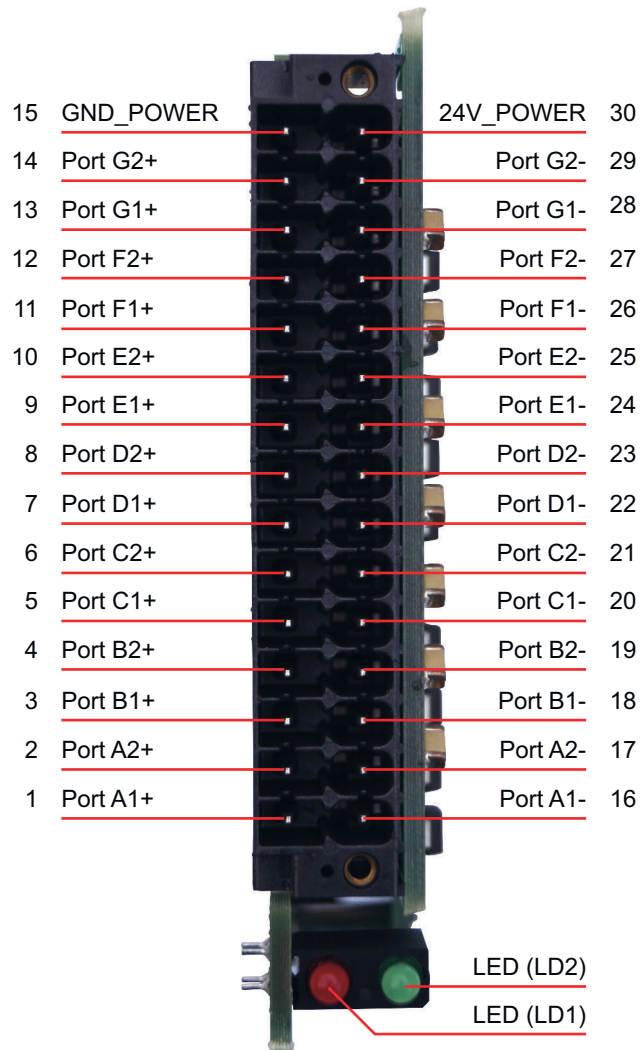 15 GND_POWER 24V_POWER 30
14 Port G2+ Port G2- 29
13 Port G1+ Port G1- 28
12 Port F2+ Port F2- 27
11 Port F1+ Port F1- 26
10 Port E2+ Port E2- 25
9 Port E1+ Port E1- 24
8 Port D2+ Port D2- 23
7 Port D1+ Port D1- 22
6 Port C2+ Port C2- 21
5 Port C1+ Port C1- 20
4 Port B2+ Port B2- 19
3 Port B1+ Port B1- 18
2 Port A2+ Port A2- 17
1 Port A1+ Port A1- 16
LED (LD2)
LED (LD1)